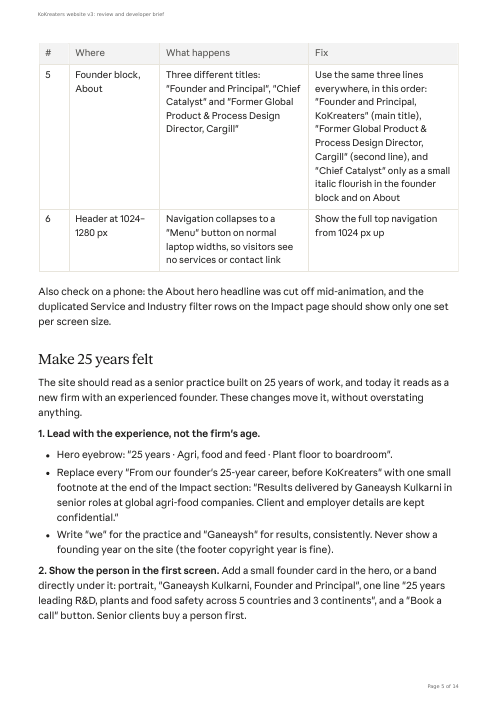 KoKreaters website v3: review and developer brief
# Where What happens Fix
5 Founder block, About
Three different titles:
"Founder and Principal", "Chief
Catalyst" and "Former Global
Product & Process Design
Director, Cargill"
Use the same three lines
everywhere, in this order:
"Founder and Principal,
KoKreaters" (main title),
"Former Global Product &
Process Design Director,
Cargill" (second line), and
"Chief Catalyst" only as a small
italic flourish in the founder
block and on About
6 Header at 1024–
1280 px
Navigation collapses to a
"Menu" button on normal
laptop widths, so visitors see
no services or contact link
Show the full top navigation
from 1024 px up
Also check on a phone: the About hero headline was cut off mid-animation, and the
duplicated Service and Industry filter rows on the Impact page should show only one set
per screen size.
Make 25 years felt
The site should read as a senior practice built on 25 years of work, and today it reads as a
new firm with an experienced founder. These changes move it, without overstating
anything.
1. Lead with the experience, not the firm's age.
• Hero eyebrow: "25 years · Agri, food and feed · Plant floor to boardroom".
• Replace every "From our founder's 25-year career, before KoKreaters" with one small
footnote at the end of the Impact section: "Results delivered by Ganeaysh Kulkarni in
senior roles at global agri-food companies. Client and employer details are kept
confidential."
• Write "we" for the practice and "Ganeaysh" for results, consistently. Never show a
founding year on the site (the footer copyright year is fine).
2. Show the person in the first screen. Add a small founder card in the hero, or a band
directly under it: portrait, "Ganeaysh Kulkarni, Founder and Principal", one line "25 years
leading R&D, plants and food safety across 5 countries and 3 continents", and a "Book a
call" button. Senior clients buy a person first.
Page 5 of 14